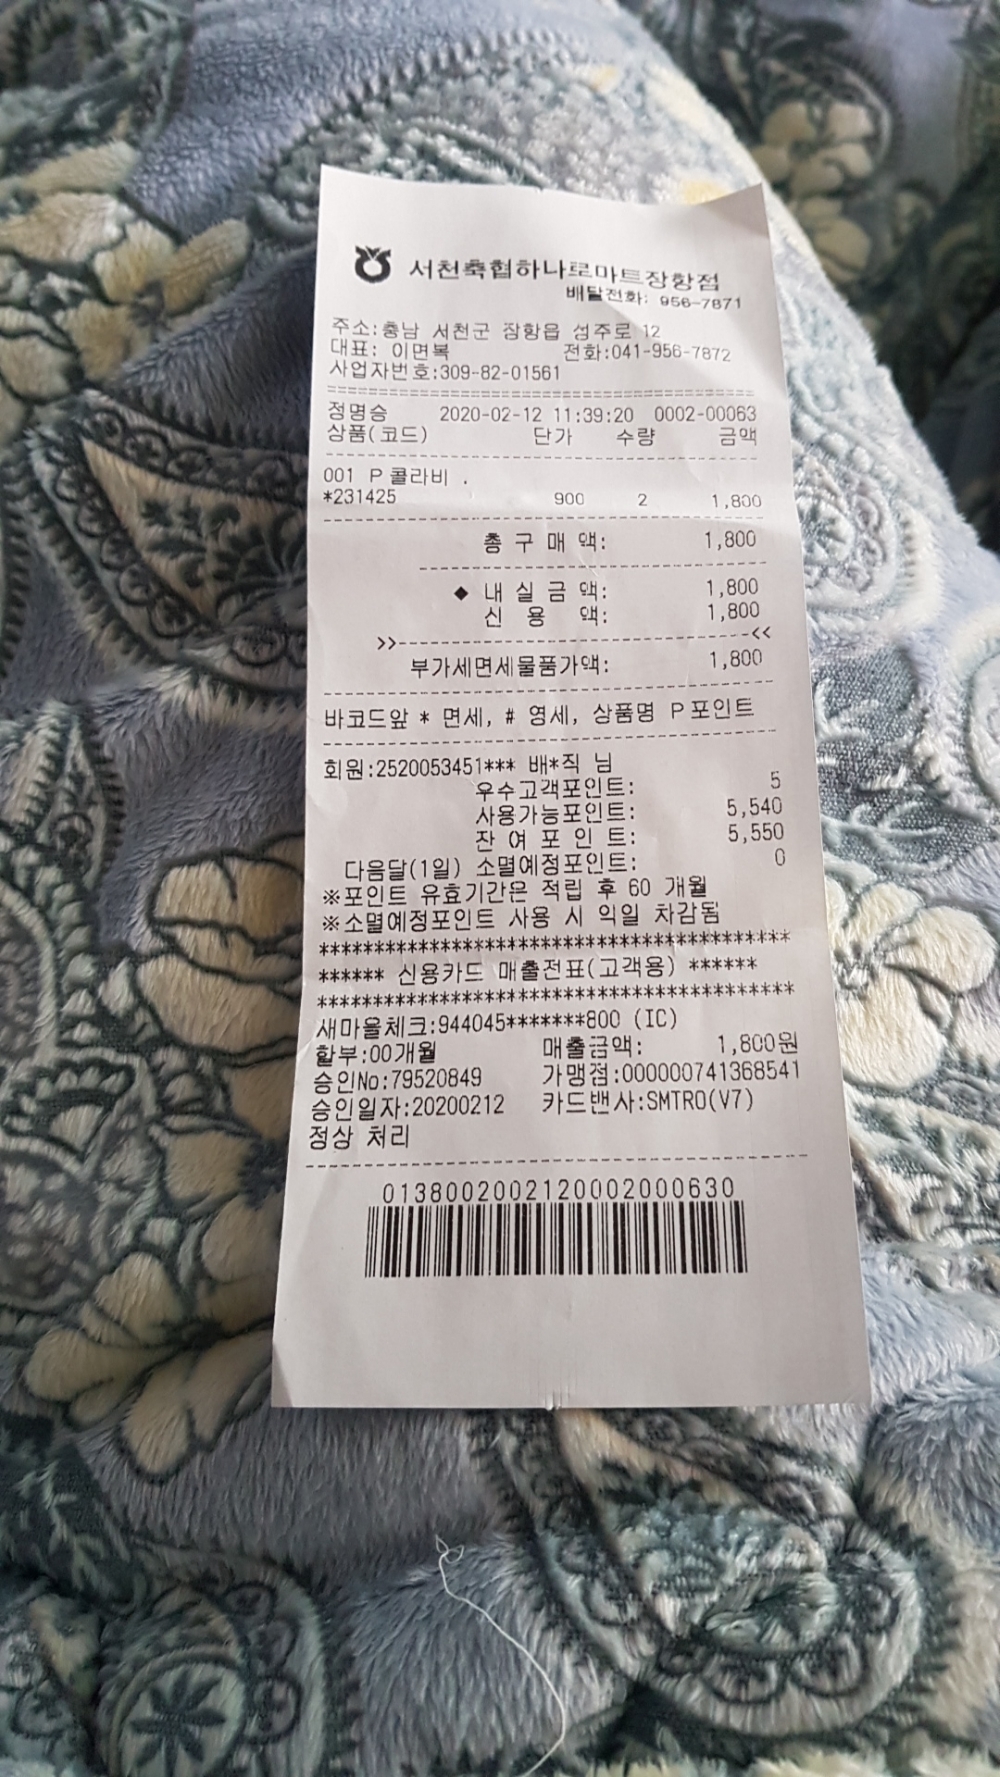 서천축협하나로마트장항점
배달전화: 956-7871
주소:충남 서천군 장항읍 성주로 12
대표: 이면복 전화:041-956-7872
사업자번호:309-82-01561
================================================
정명승 2020-02-12 11:39:20 0002-00063
상품(코드) 단가 수량 금액
------------------------------------------------
001 P 콜라비 .
*231425 900 2 1,800
------------------------------------------------
총 구 매 액: 1,800
------------------------------------
◆ 내 실 금 액: 1,800
신 용 액: 1,800
>>------------------------------------<<
부가세면세물품가액: 1,800
------------------------------------------------
바코드앞 * 면세, # 영세, 상품명 P 포인트
------------------------------------------------
회원:2520053451*** 배*직 님
우수고객포인트: 5
사용가능포인트: 5,540
잔 여 포 인 트: 5,550
다음달(1일) 소멸예정포인트: 0
※포인트 유효기간은 적립 후 60 개월
※소멸예정포인트 사용 시 익일 차감됨
******************************************
****** 신용카드 매출전표(고객용) ******
******************************************
새마을체크:944045*******800 (IC)
할부:00개월 매출금액: 1,800원
승인No:79520849 가맹점:000000741368541
승인일자:20200212 카드밴사:SMTRO(V7)
정상 처리
------------------------------------------------
0138002002120002000630